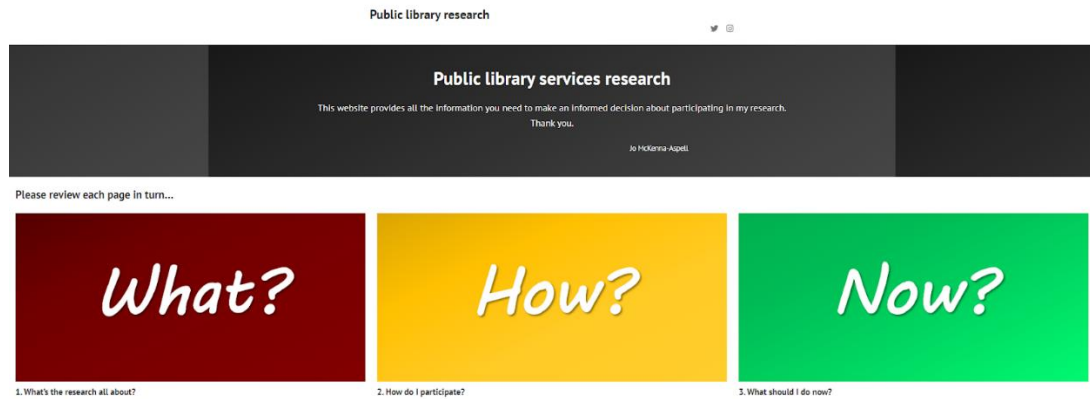 Public library research
Public library services research
This website provides all the information you need to make an informed decision about participating in my research.
Thank you.
Jo McKenna-Aspell
Please review each page in turn...
What?
How?
Now?
1. What's the research all about?
2. How do I participate?
3. What should I do now?